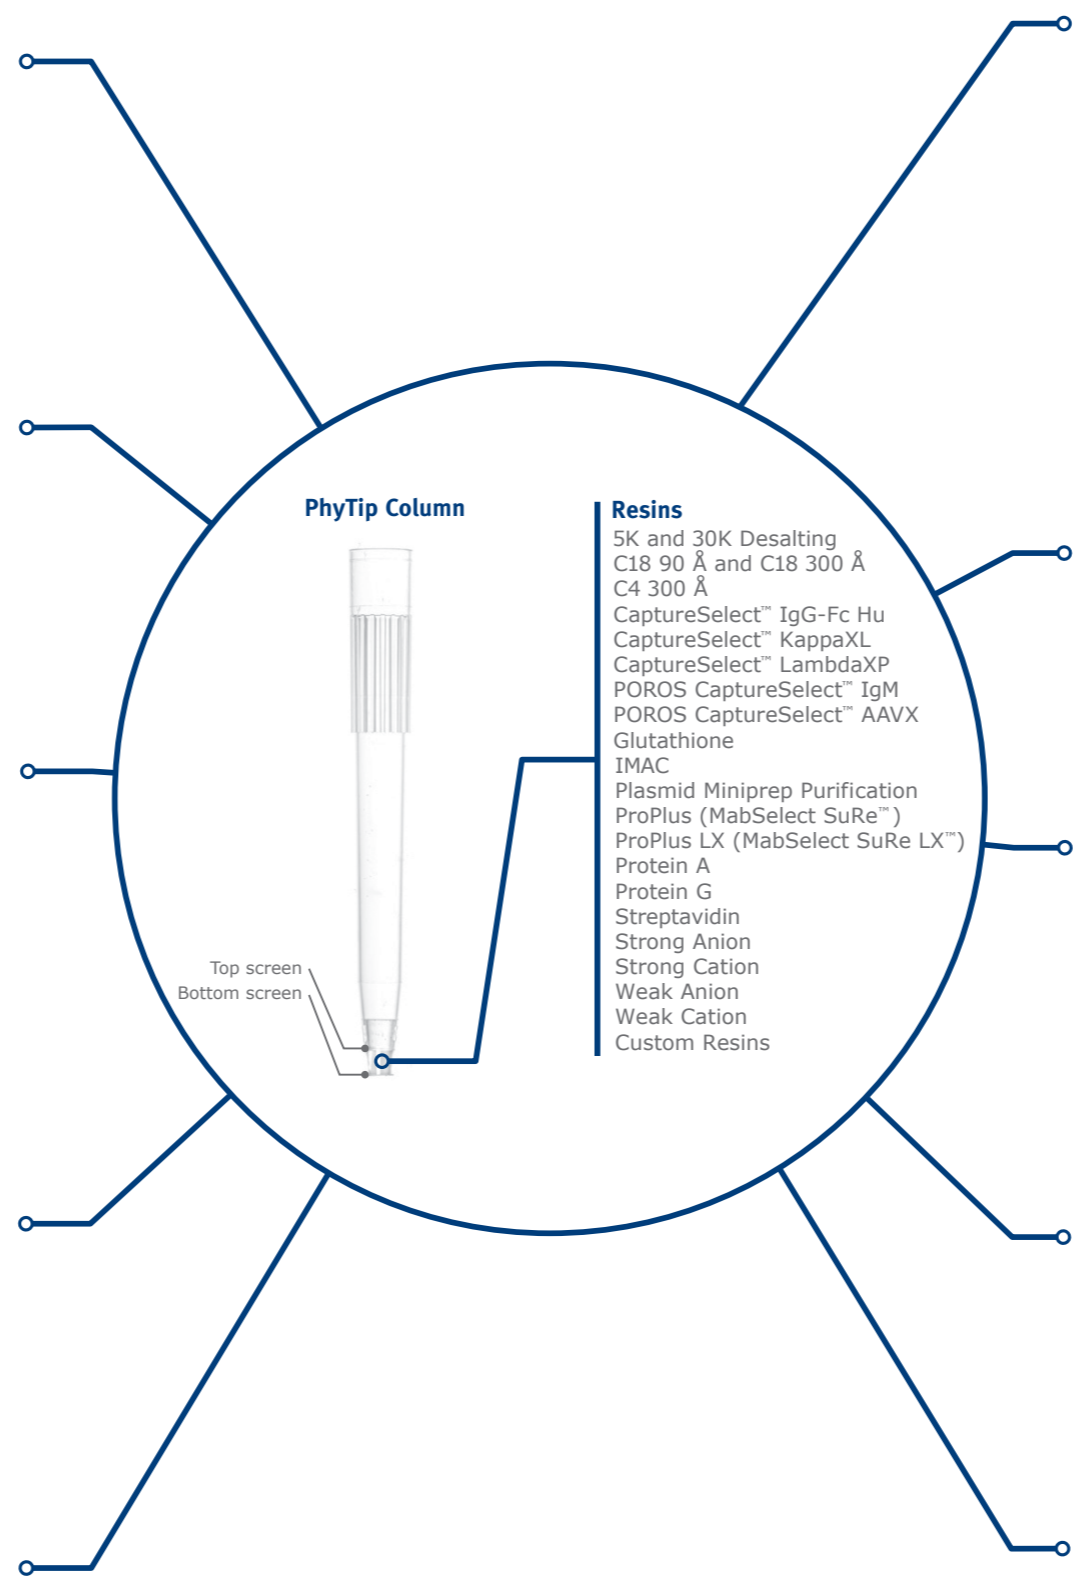 PhyTip Column
Top screen
Bottom screen
Resins
5K and 30K Desalting
C18 90 Å and C18 300 Å
C4 300 Å
CaptureSelect™ IgG-Fc Hu
CaptureSelect™ KappaXL
CaptureSelect™ LambdaXP
POROS CaptureSelect™ IgM
POROS CaptureSelect™ AAVX
Glutathione
IMAC
Plasmid Miniprep Purification
ProPlus (MabSelect SuRe™)
ProPlus LX (MabSelect SuRe LX™)
Protein A
Protein G
Streptavidin
Strong Anion
Strong Cation
Weak Anion
Weak Cation
Custom Resins